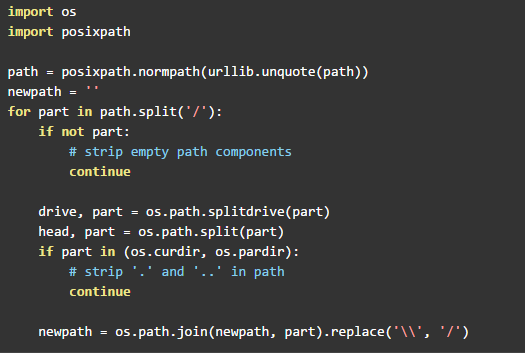 import os
import posixpath

path = posixpath.normpath(urllib.unquote(path))
newpath = ''
for part in path.split('/'):
    if not part:
        # strip empty path components
        continue

    drive, part = os.path.splitdrive(part)
    head, part = os.path.split(part)
    if part in (os.curdir, os.pardir):
        # strip '.' and '..' in path
        continue

    newpath = os.path.join(newpath, part).replace('\\', '/')